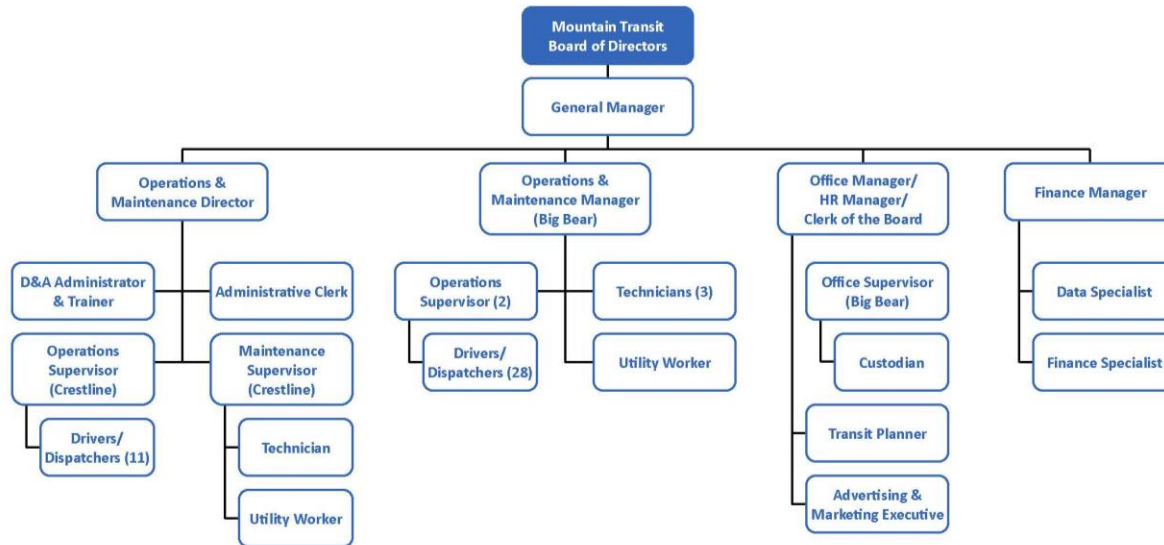 Mountain Transit
Board of Directors
General Manager
Operations &
Maintenance Director
Operations &
Maintenance Manager
(Big Bear)
Office Manager/
HR Manager/
Clerk of the Board
Finance Manager
D&A Administrator
& Trainer
Administrative Clerk
Operations
Supervisor
(Crestline)
Maintenance
Supervisor
(Crestline)
Drivers/
Dispatchers (11)
Technician
Utility Worker
Operations
Supervisor (2)
Technicians (3)
Drivers/
Dispatchers (28)
Utility Worker
Office Supervisor
(Big Bear)
Custodian
Transit Planner
Advertising &
Marketing Executive
Data Specialist
Finance Specialist